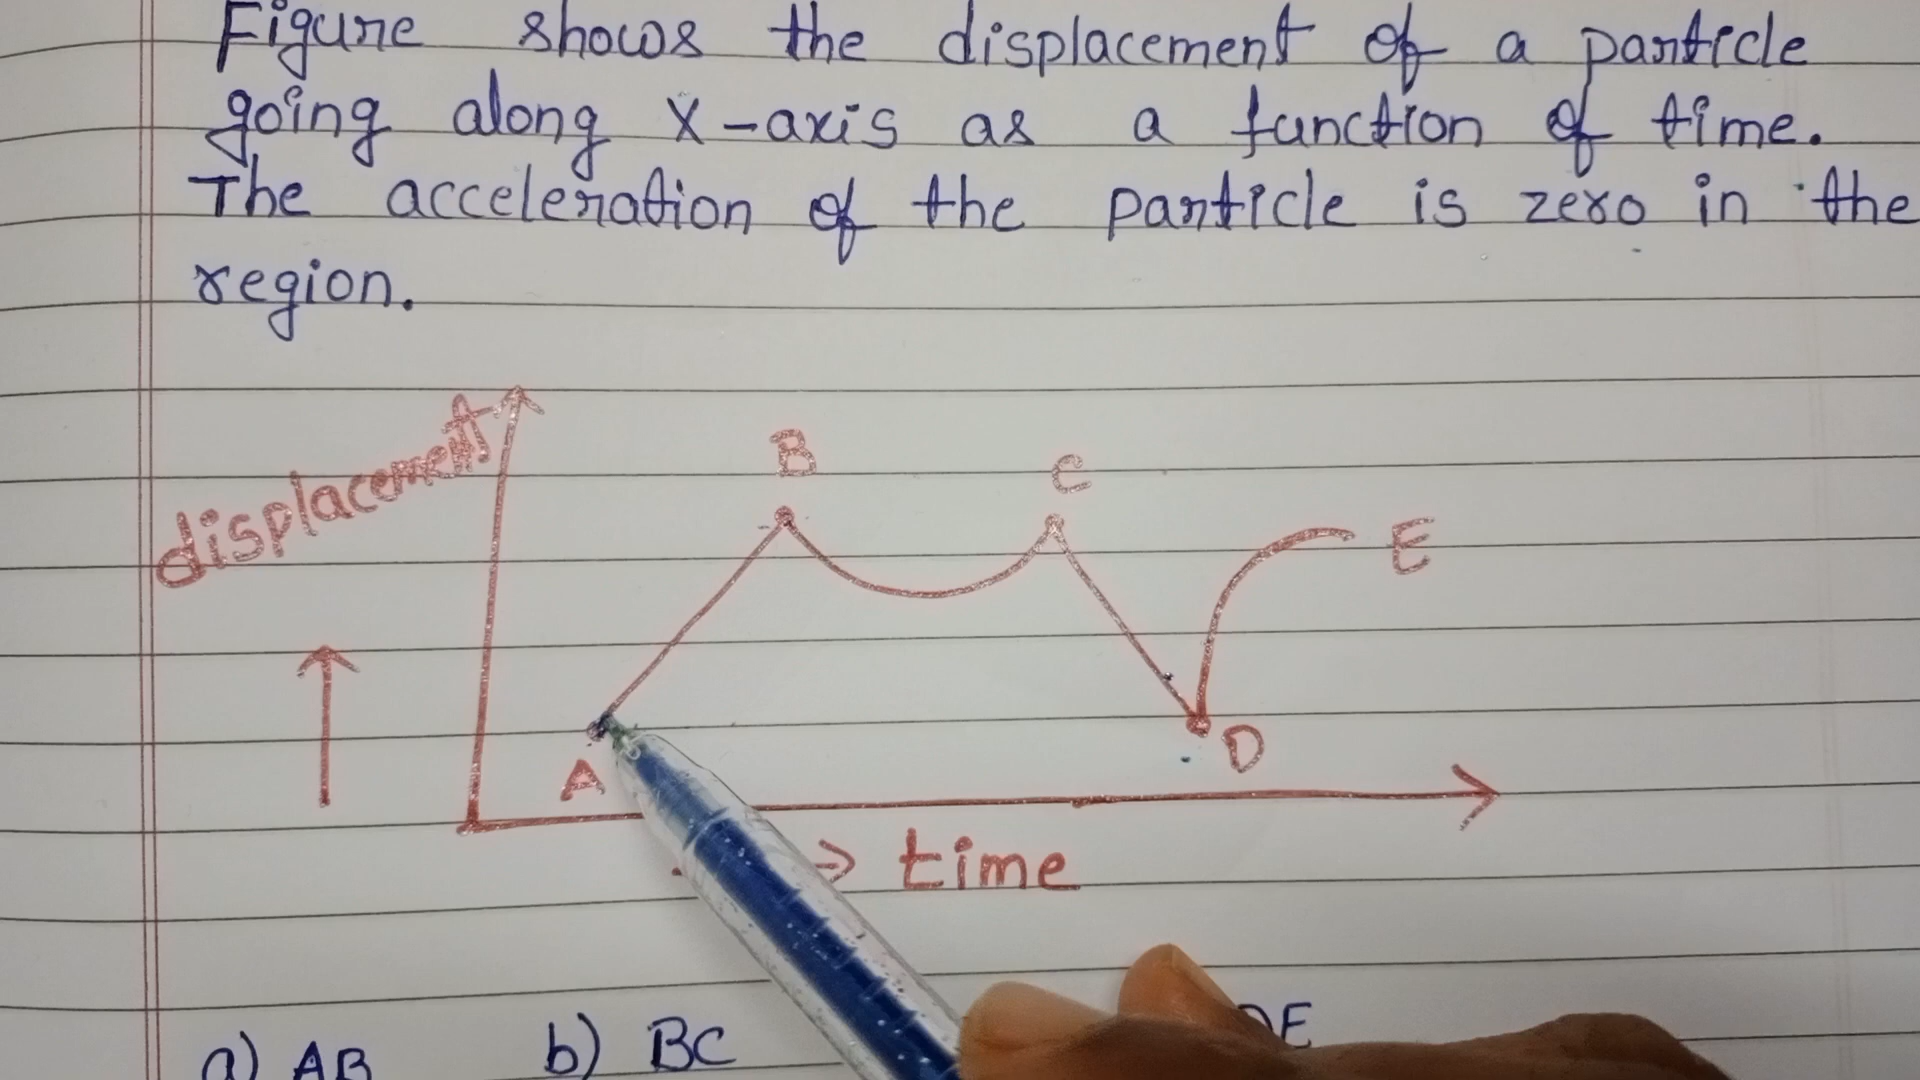 Figure shows the displacement of a particle
going along X-axis as a function of time.
The acceleration of the particle is zero in the
region.
displacement
B
C
E
A
D
→ time
a) AB b) BC DE